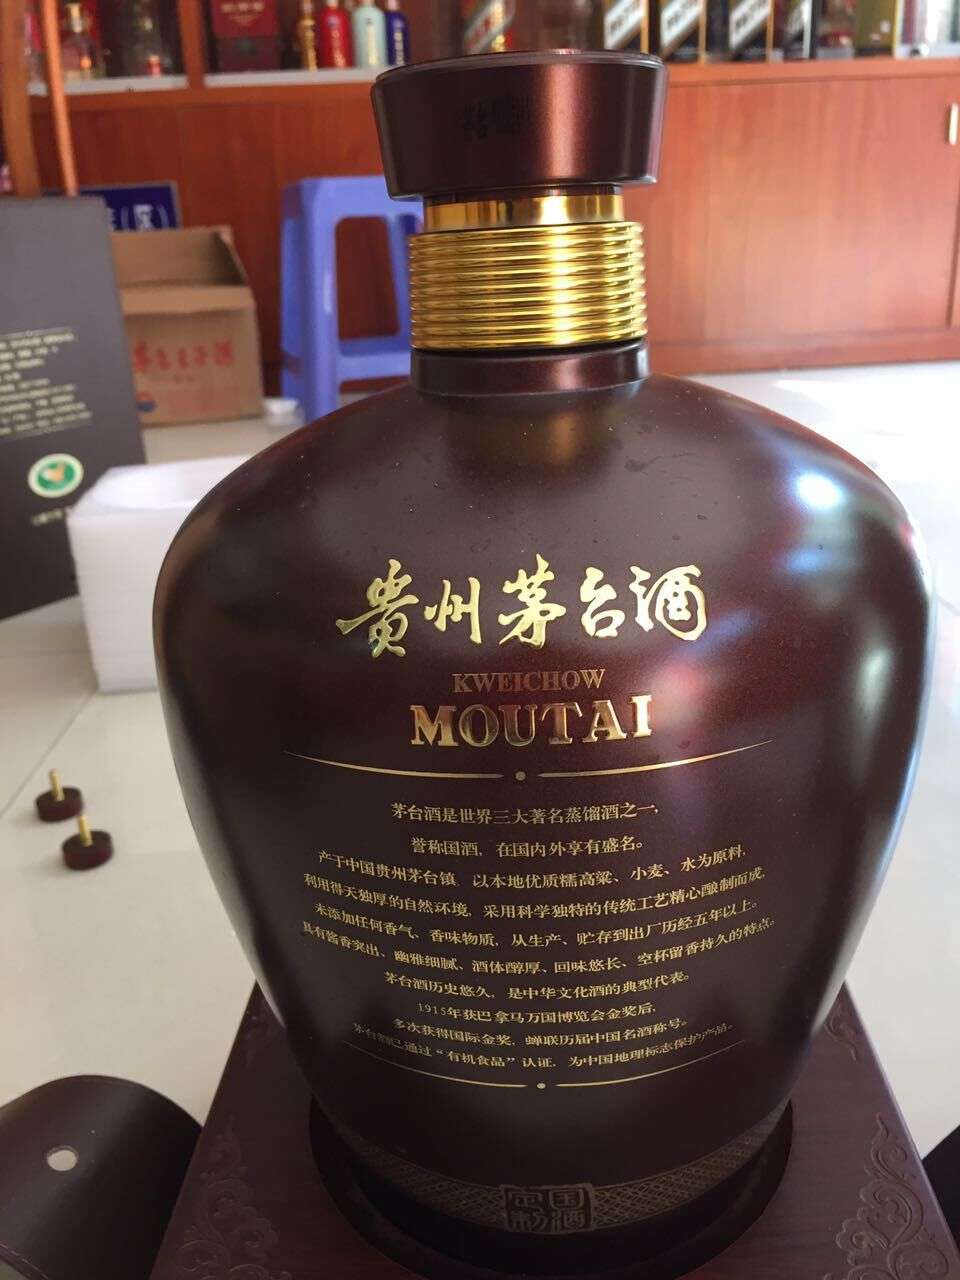 贵州茅台酒
KWEICHOW
MOUTAI
茅台酒是世界三大著名蒸馏酒之一，
誉称国酒，在国内外享有盛名。
产于中国贵州茅台镇，以本地优质糯高粱、小麦、水为原料，
利用得天独厚的自然环境，采用科学独特的传统工艺精心酿制而成，
未添加任何香气、香味物质，从生产、贮存到出厂历经五年以上。
具有酱香突出、幽雅细腻、酒体醇厚、回味悠长、空杯留香持久的特点。
茅台酒历史悠久，是中华文化酒的典型代表。
1915年获巴拿马万国博览会金奖后，
多次获得国际金奖，蝉联历届中国名酒称号。
茅台酒已通过“有机食品”认证，为中国地理标志保护产品。
国酒
定制
茅台王子酒